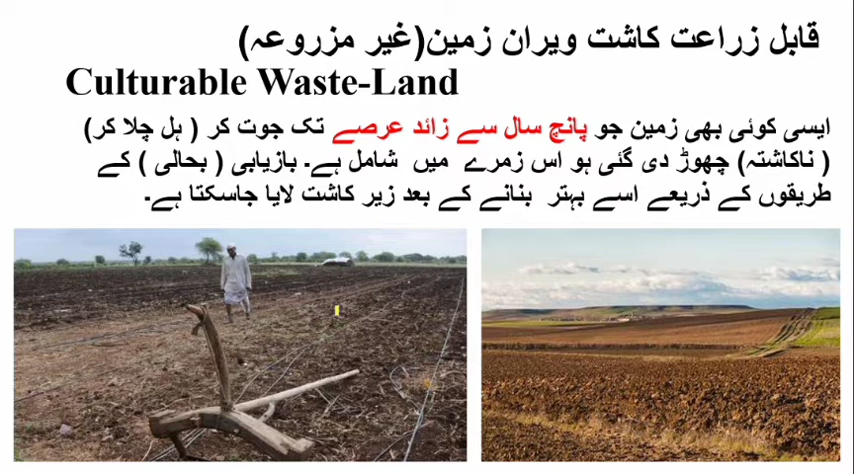 قابل زراعت کاشت ویران زمین(غیر مزروعہ)
Culturable Waste-Land
ایسی کوئی بھی زمین جو پانچ سال سے زائد عرصے تک جوت کر ( ہل چلا کر)
( ناکاشتہ) چھوڑ دی گئی ہو اس زمرے میں شامل ہے۔ بازیابی ( بحالی ) کے
طریقوں کے ذریعے اسے بہتر بنانے کے بعد زیر کاشت لایا جاسکتا ہے۔